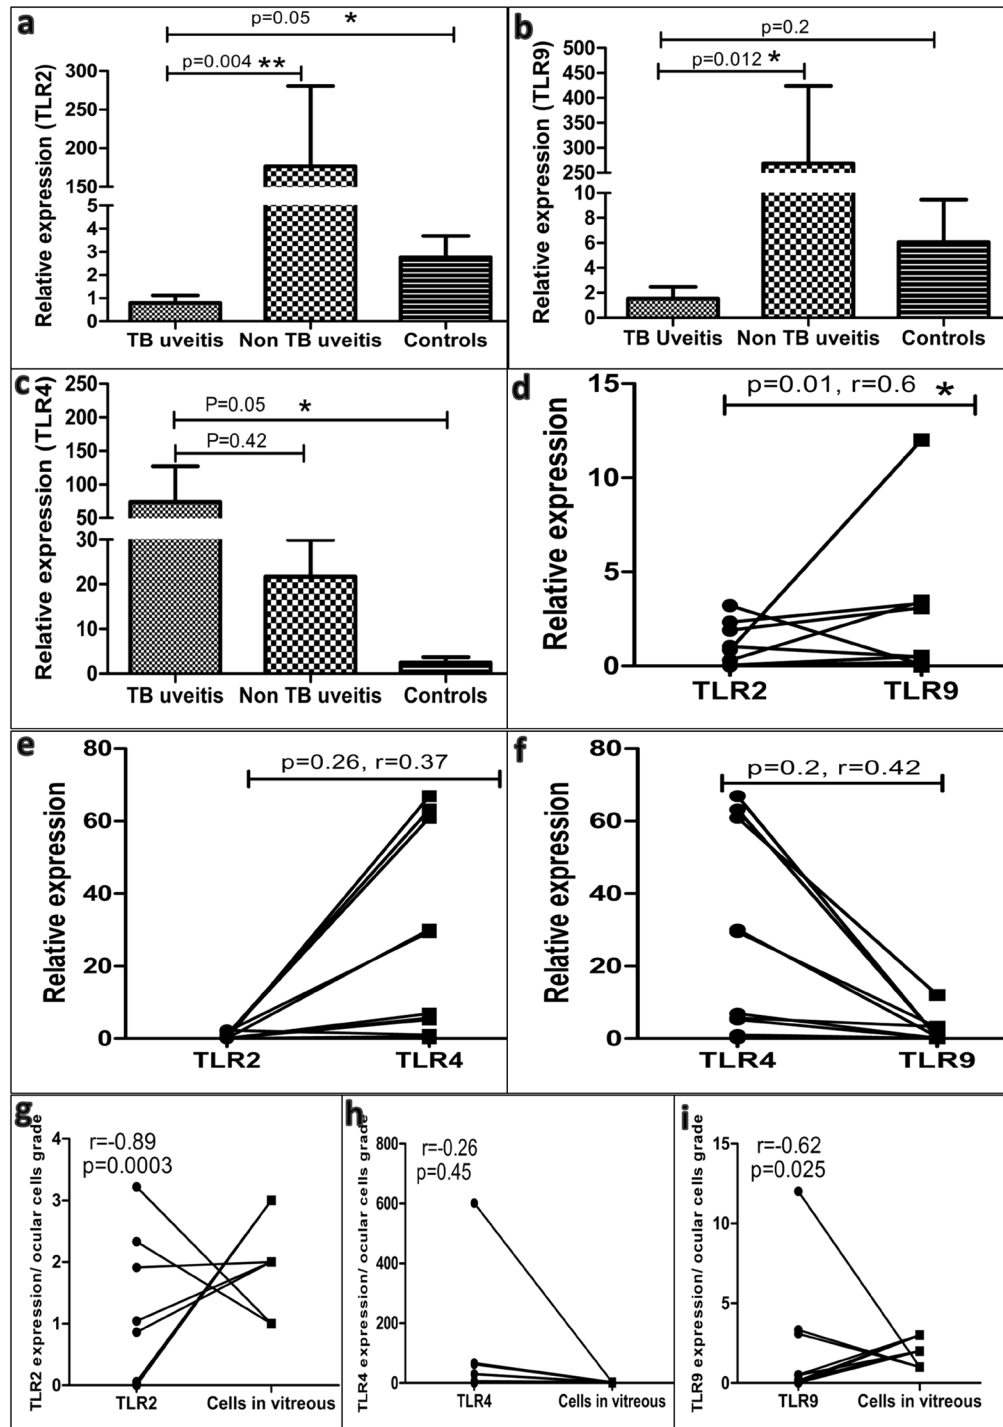 a
p=0.05 *
p=0.004 **
Relative expression (TLR2)
300
250
200
150
5
4
3
2
1
0
TB uveitis Non TB uveitis Controls
b
p=0.2
p=0.012 *
Relative expression (TLR9)
500
450
400
350
300
250
10
8
6
4
2
0
TB Uveitis Non TB uveitis Controls
c
P=0.05 *
P=0.42
Relative expression (TLR4)
250
200
150
100
50
30
20
10
0
TB uveitis Non TB uveitis Controls
d
p=0.01, r=0.6 *
Relative expression
15
10
5
0
TLR2 TLR9
e
p=0.26, r=0.37
Relative expression
80
60
40
20
0
TLR2 TLR4
f
p=0.2, r=0.42
Relative expression
80
60
40
20
0
TLR4 TLR9
g
r=-0.89
p=0.0003
TLR2 expression/ ocular cells grade
4
3
2
1
0
TLR2 Cells in vitreous
h
r=-0.26
p=0.45
TLR4 expression/ ocular cells grade
800
600
400
200
0
TLR4 Cells in vitreous
i
r=-0.62
p=0.025
TLR9 expression/ ocular cells grade
15
10
5
0
TLR9 Cells in vitreous